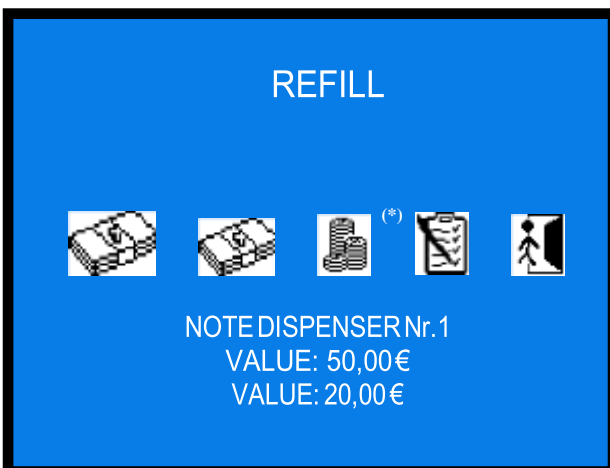 REFILL
(*)
NOTE DISPENSER Nr.1
VALUE: 50,00 €
VALUE: 20,00 €